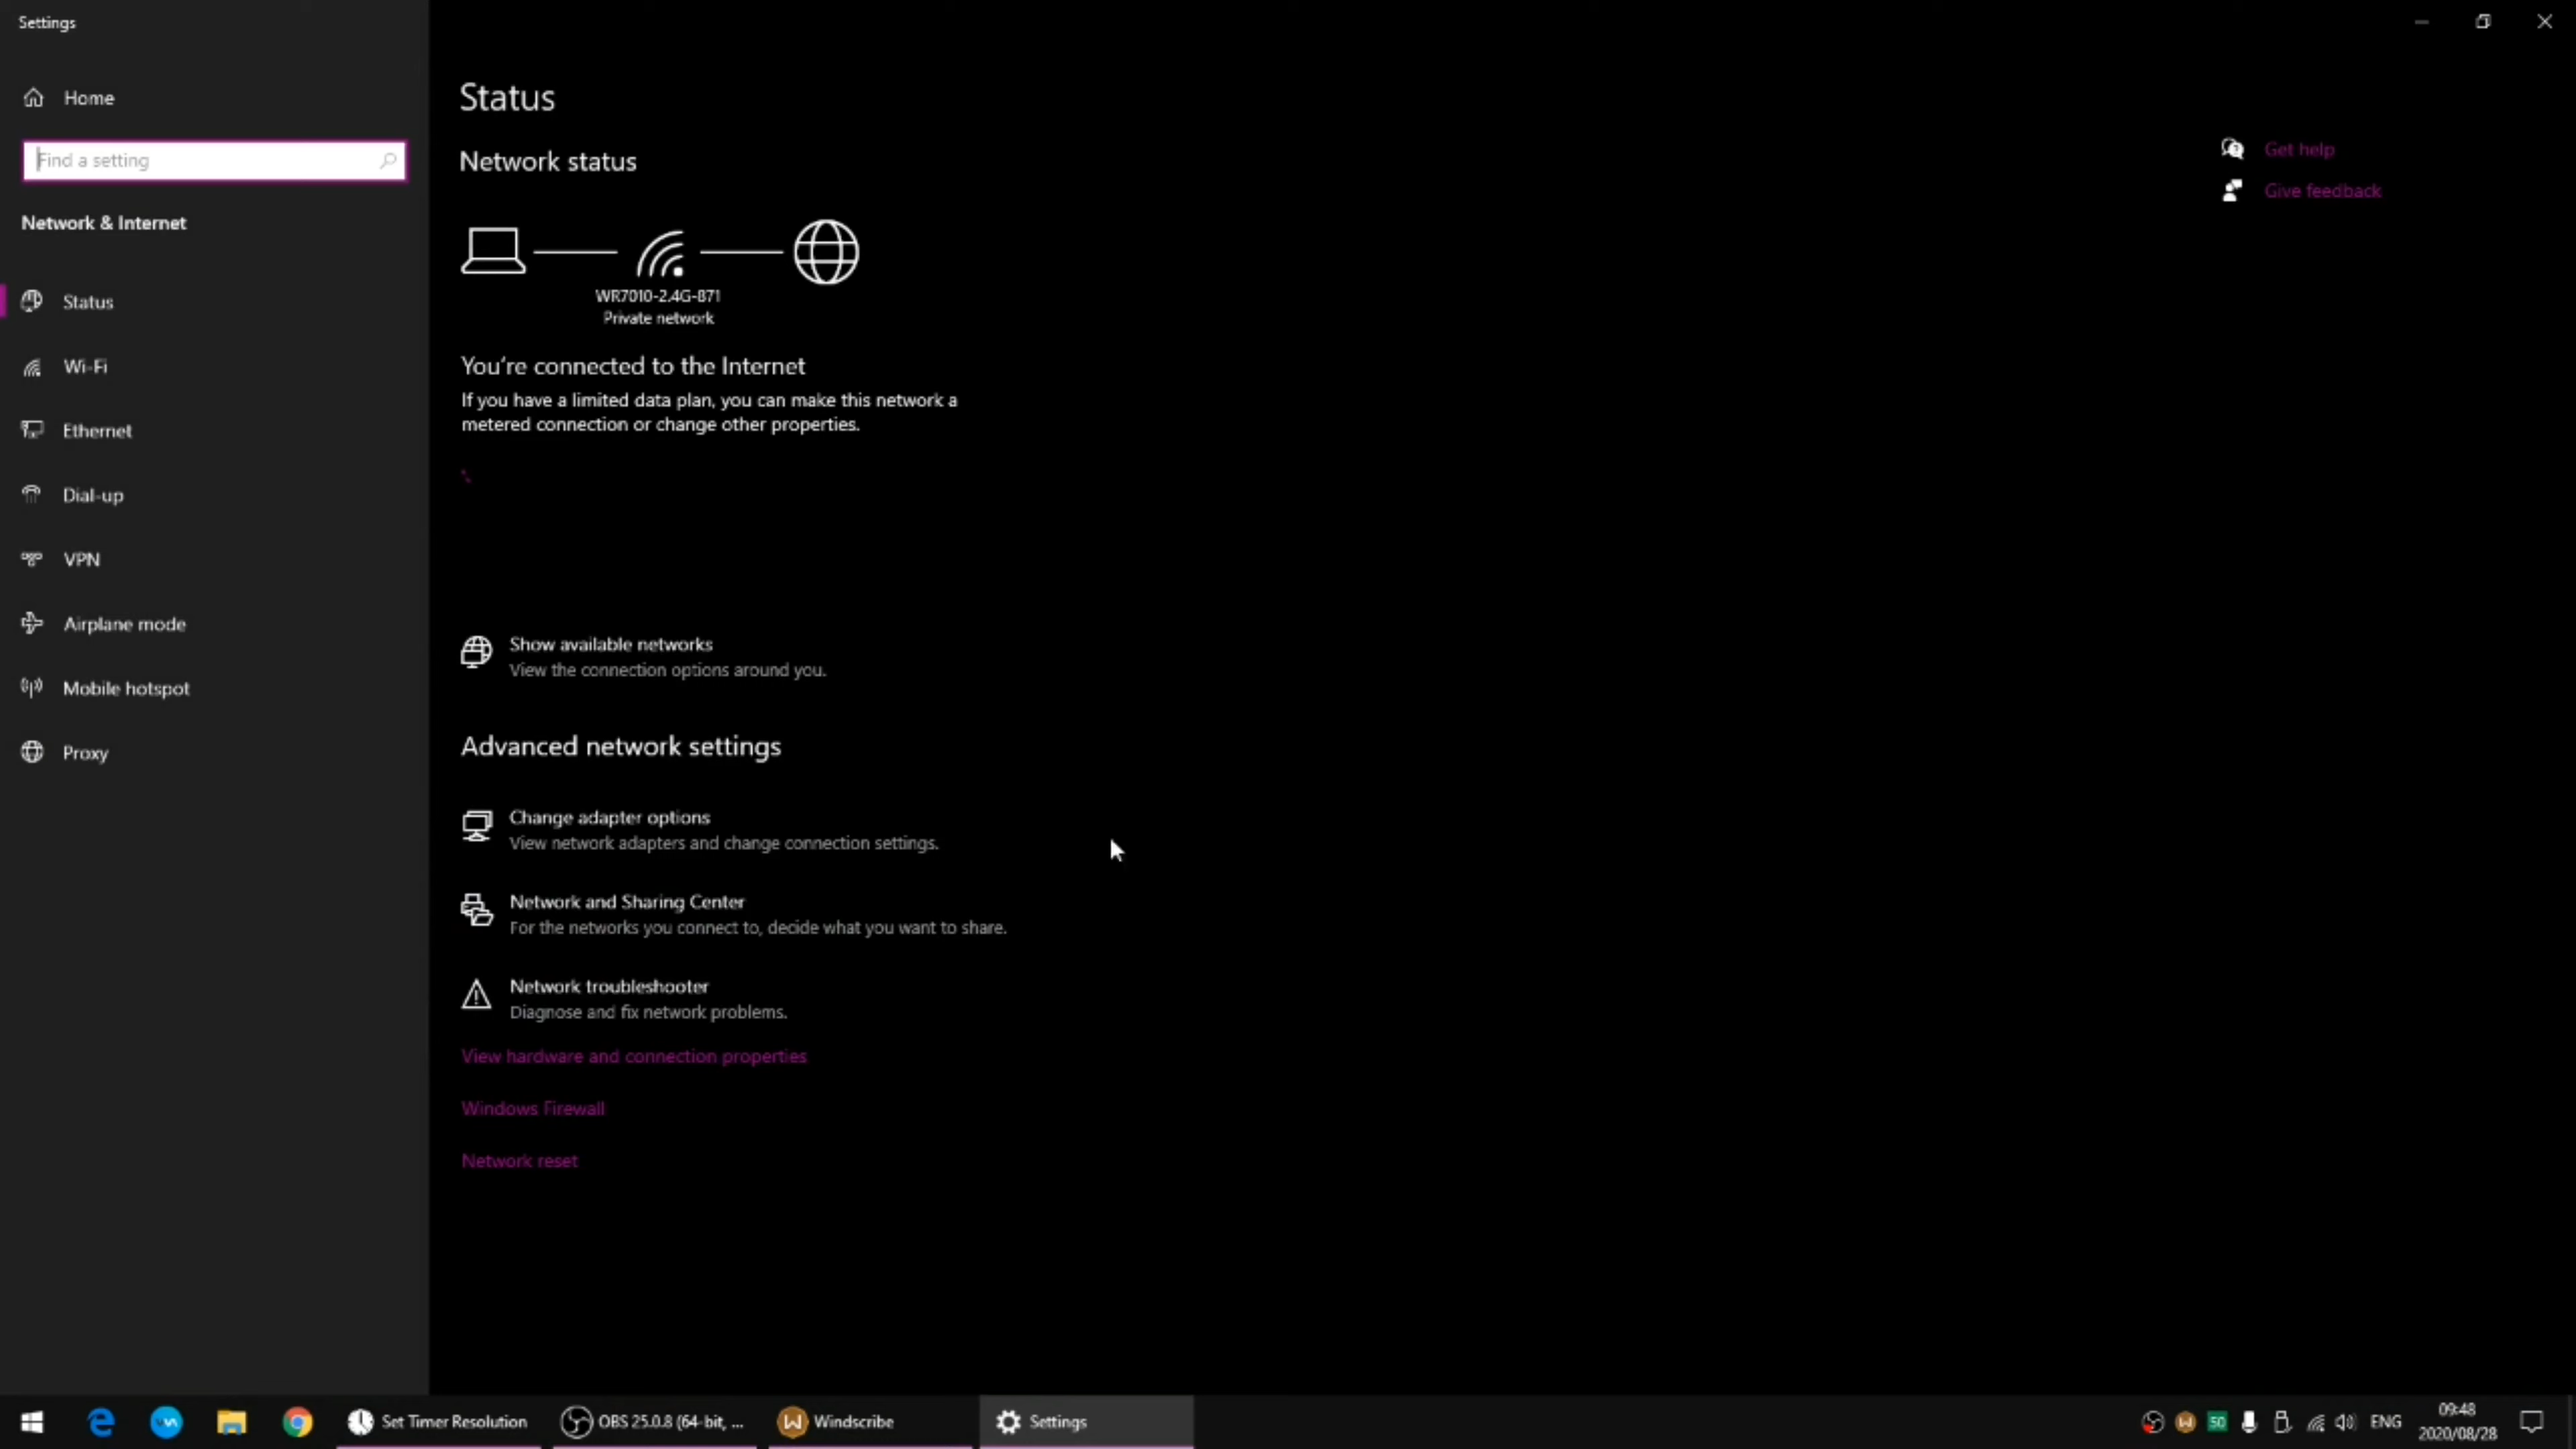 Settings
Home
Find a setting
Network & Internet
Status
Wi-Fi
Ethernet
Dial-up
VPN
Airplane mode
Mobile hotspot
Proxy
Status
Network status
WR7010-2.4G-871
Private network
You're connected to the Internet
If you have a limited data plan, you can make this network a
metered connection or change other properties.
Show available networks
View the connection options around you.
Advanced network settings
Change adapter options
View network adapters and change connection settings.
Network and Sharing Center
For the networks you connect to, decide what you want to share.
Network troubleshooter
Diagnose and fix network problems.
View hardware and connection properties
Windows Firewall
Network reset
Get help
Give feedback
Set Timer Resolution
OBS 25.0.8 (64-bit, ...
Windscribe
Settings
50
ENG
09:48
2020/08/28